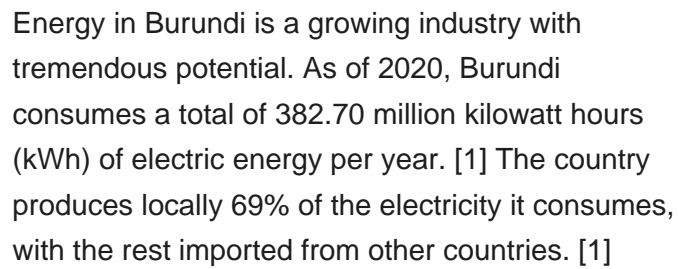 Energy in Burundi is a growing industry with
tremendous potential. As of 2020, Burundi
consumes a total of 382.70 million kilowatt hours
(kWh) of electric energy per year. [1] The country
produces locally 69% of the electricity it consumes,
with the rest imported from other countries. [1]